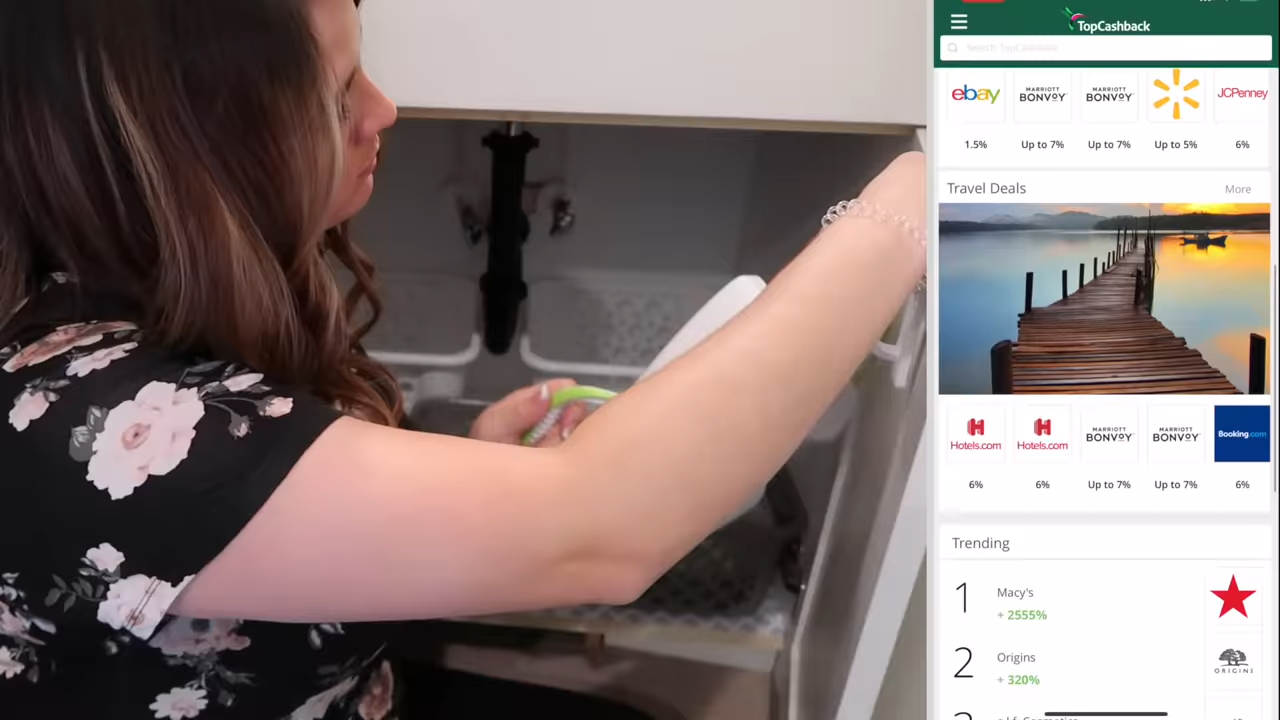 TopCashback
Search TopCashback
ebay
MARRIOTT
BONVOY
MARRIOTT
BONVOY
JCPenney
1.5%
Up to 7%
Up to 7%
Up to 5%
6%
Travel Deals
More
Hotels.com
Hotels.com
MARRIOTT
BONVOY
MARRIOTT
BONVOY
Booking.com
6%
6%
Up to 7%
Up to 7%
6%
Trending
1
Macy's
+ 2555%
2
Origins
+ 320%
ORIGINS